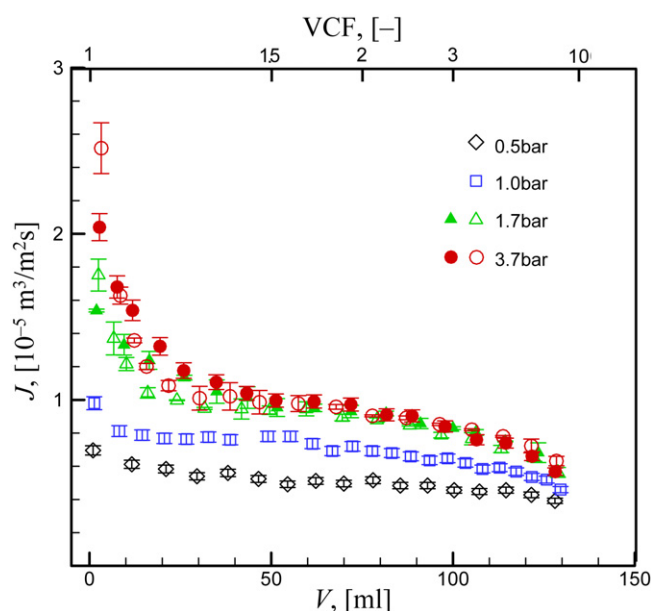 VCF, [–]
1 1.5 2 3 10
3
2
1
J, [10⁻⁵ m³/m²s]
0.5bar
1.0bar
1.7bar
3.7bar
0 50 100 150
V, [ml]